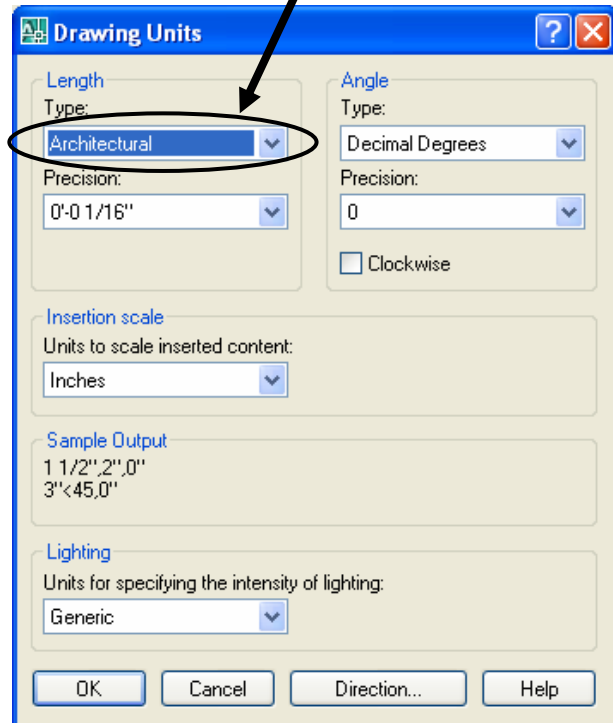 Drawing Units
Length
Type:
Architectural
Precision:
0'-0 1/16"
Angle
Type:
Decimal Degrees
Precision:
0
Clockwise
Insertion scale
Units to scale inserted content:
Inches
Sample Output
1 1/2",2",0"
3"<45,0"
Lighting
Units for specifying the intensity of lighting:
Generic
OK Cancel Direction... Help